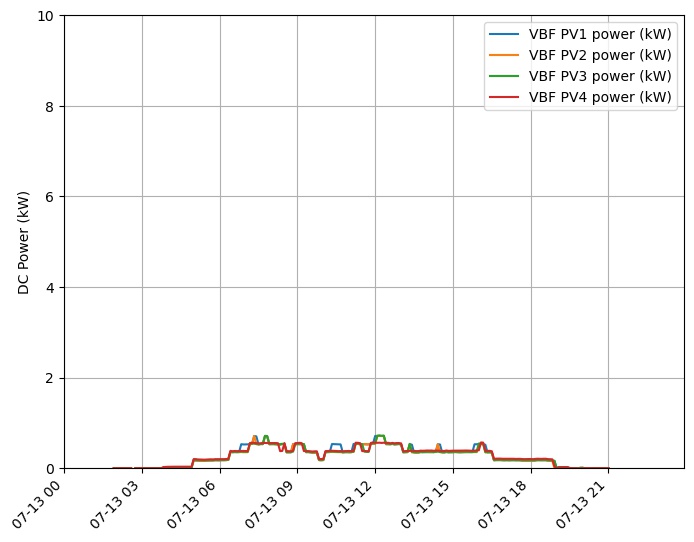 VBF PV1 power (kW)
VBF PV2 power (kW)
VBF PV3 power (kW)
VBF PV4 power (kW)
DC Power (kW)
10
8
6
4
2
0
07-13 00
07-13 03
07-13 06
07-13 09
07-13 12
07-13 15
07-13 18
07-13 21